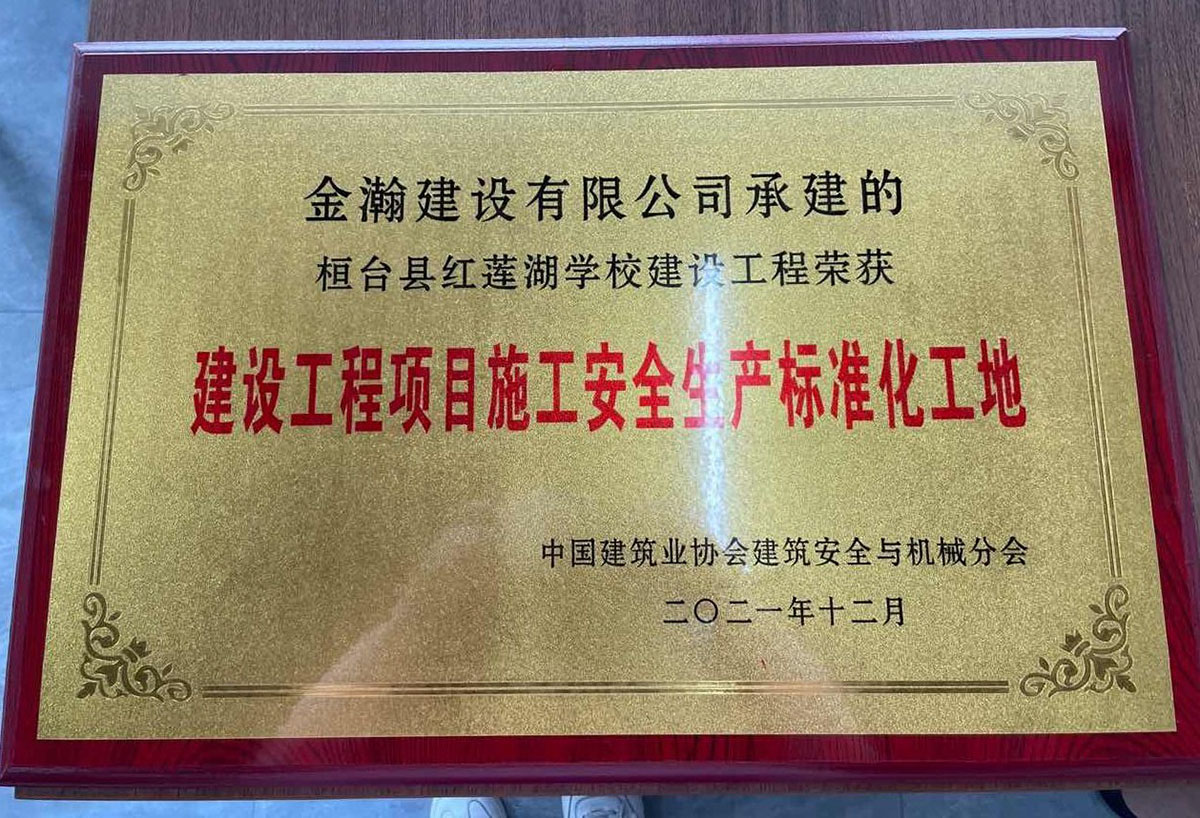 金瀚建设有限公司承建的
桓台县红莲湖学校建设工程荣获
建设工程项目施工安全生产标准化工地
中国建筑业协会建筑安全与机械分会
二〇二一年十二月